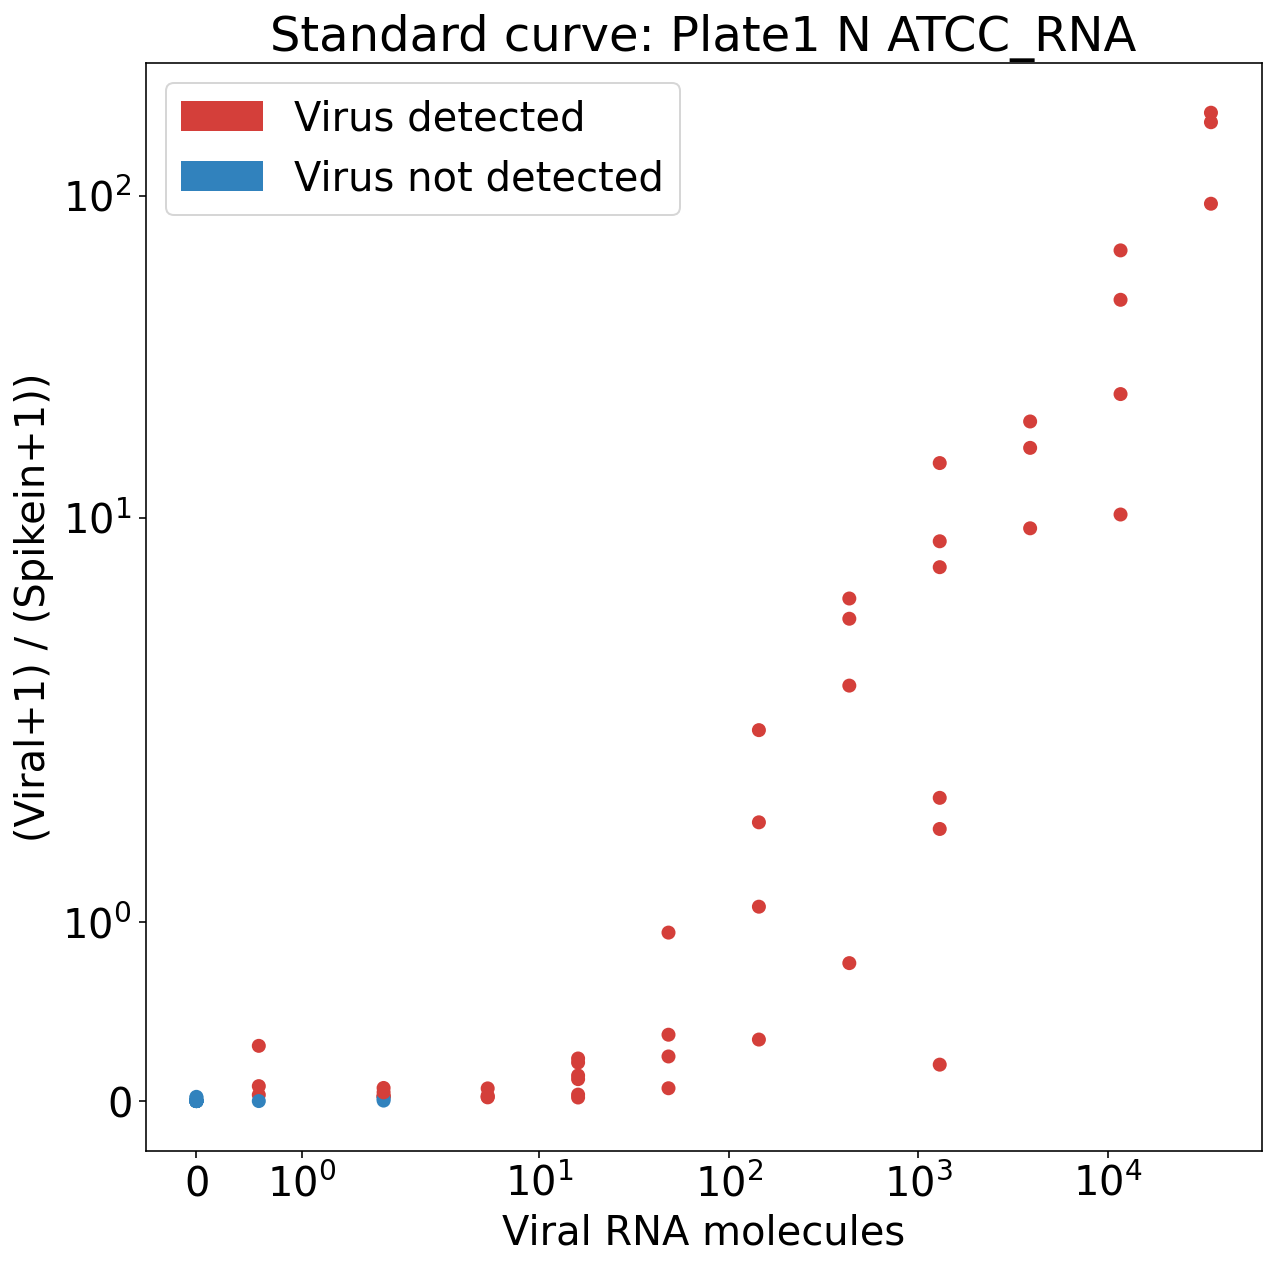 Standard curve: Plate1 N ATCC_RNA
Virus detected
Virus not detected
10²
10¹
10⁰
0
(Viral+1) / (Spikein+1))
0
10⁰
10¹
10²
10³
10⁴
Viral RNA molecules